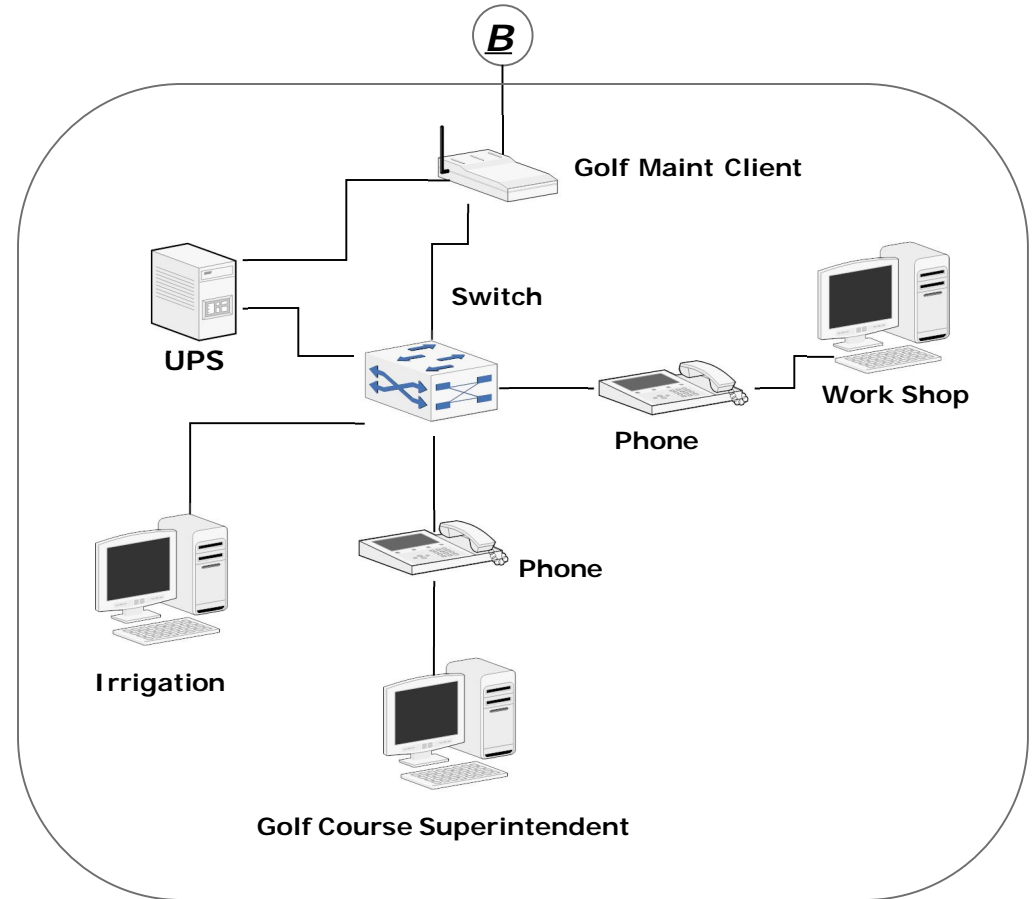 B
Golf Maint Client
Switch
UPS
Work Shop
Phone
Phone
Irrigation
Golf Course Superintendent